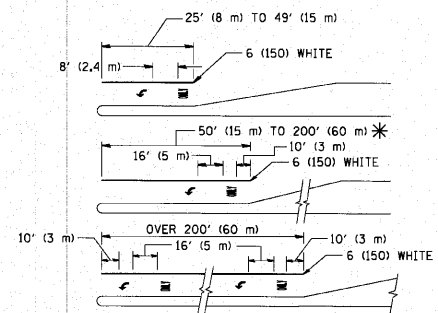 25' (8 m) TO 49' (15 m)
6 (150) WHITE
8' (2.4 m)
50' (15 m) TO 200' (60 m) *
16' (5 m)
10' (3 m)
6 (150) WHITE
OVER 200' (60 m)
10' (3 m)
16' (5 m)
10' (3 m)
6 (150) WHITE